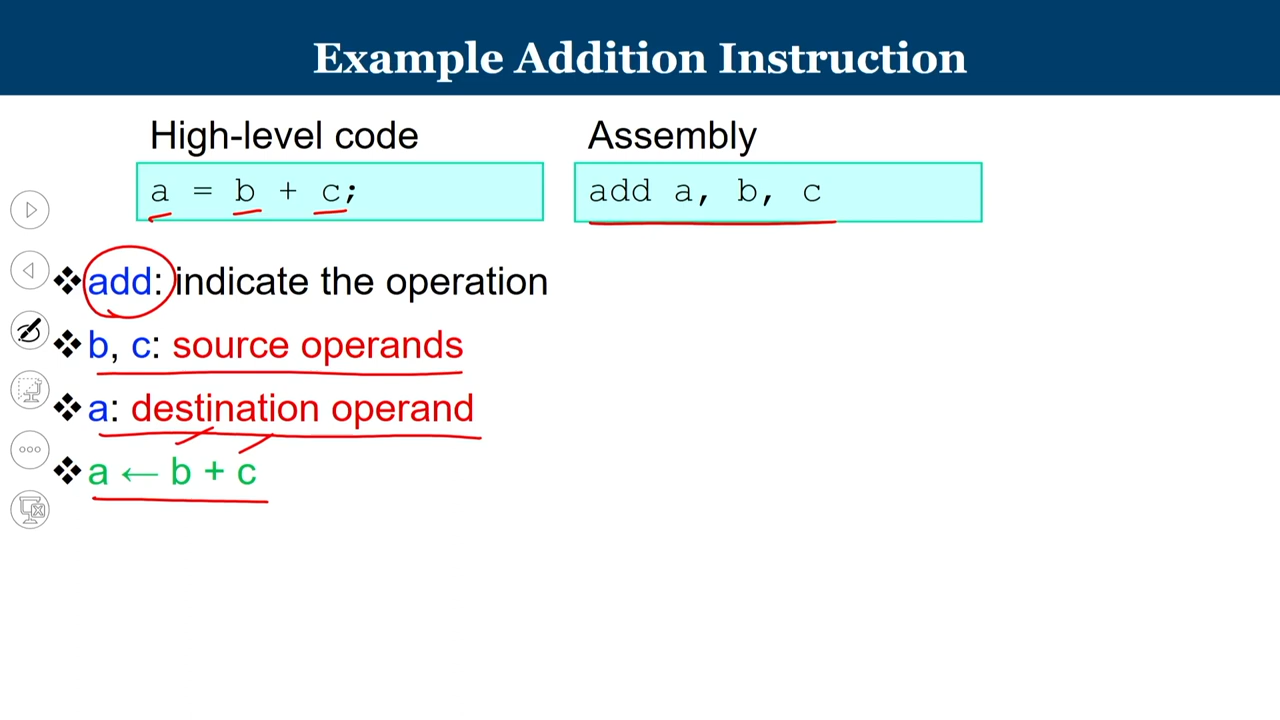 Example Addition Instruction
High-level code
Assembly
a = b + c;
add a, b, c
❖add: indicate the operation
❖b, c: source operands
❖a: destination operand
❖a ← b + c